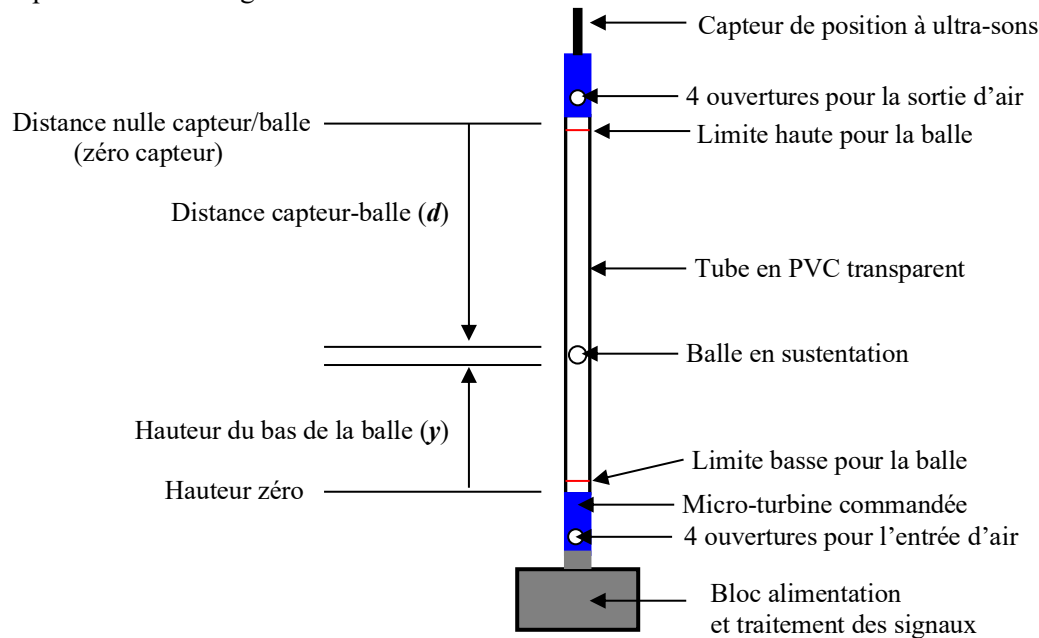 Capteur de position à ultra-sons
4 ouvertures pour la sortie d'air
Distance nulle capteur/balle
(zéro capteur)
Limite haute pour la balle
Distance capteur-balle (d)
Tube en PVC transparent
Balle en sustentation
Hauteur du bas de la balle (y)
Limite basse pour la balle
Hauteur zéro
Micro-turbine commandée
4 ouvertures pour l'entrée d'air
Bloc alimentation
et traitement des signaux